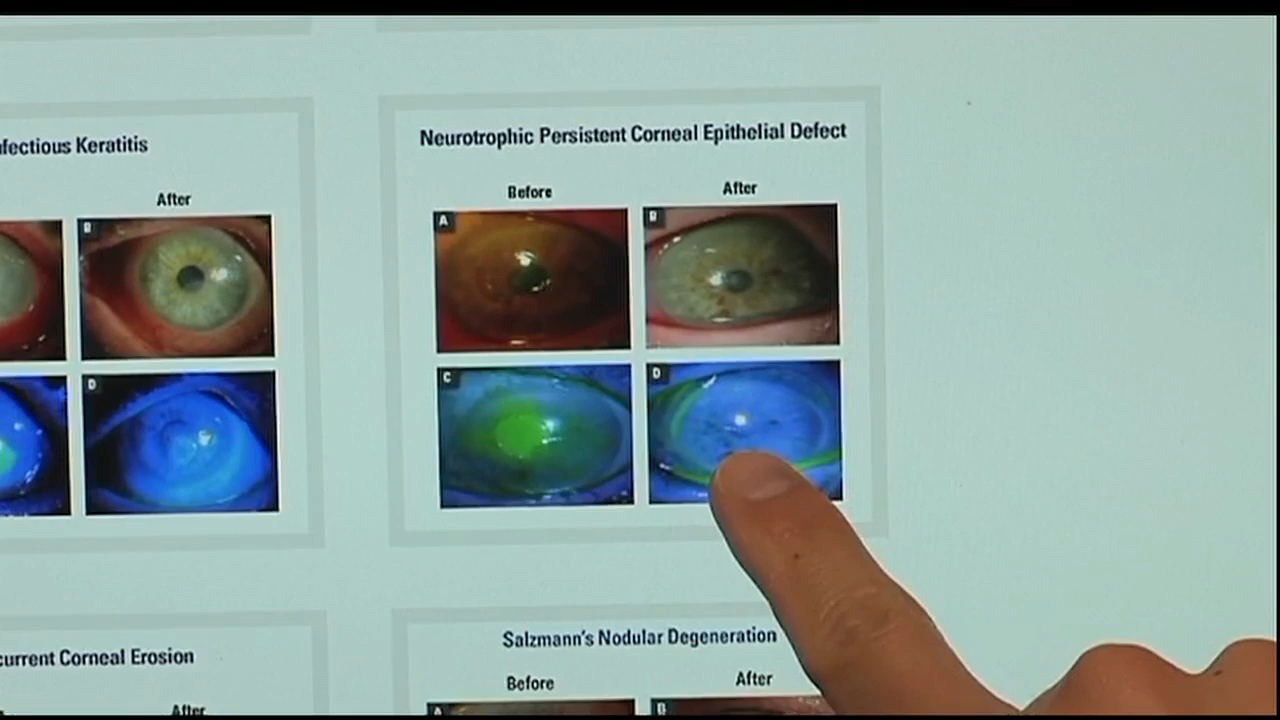 fectious Keratitis
After
B
D
Neurotrophic Persistent Corneal Epithelial Defect
Before After
A B
C D
current Corneal Erosion
After
Salzmann's Nodular Degeneration
Before After
A B